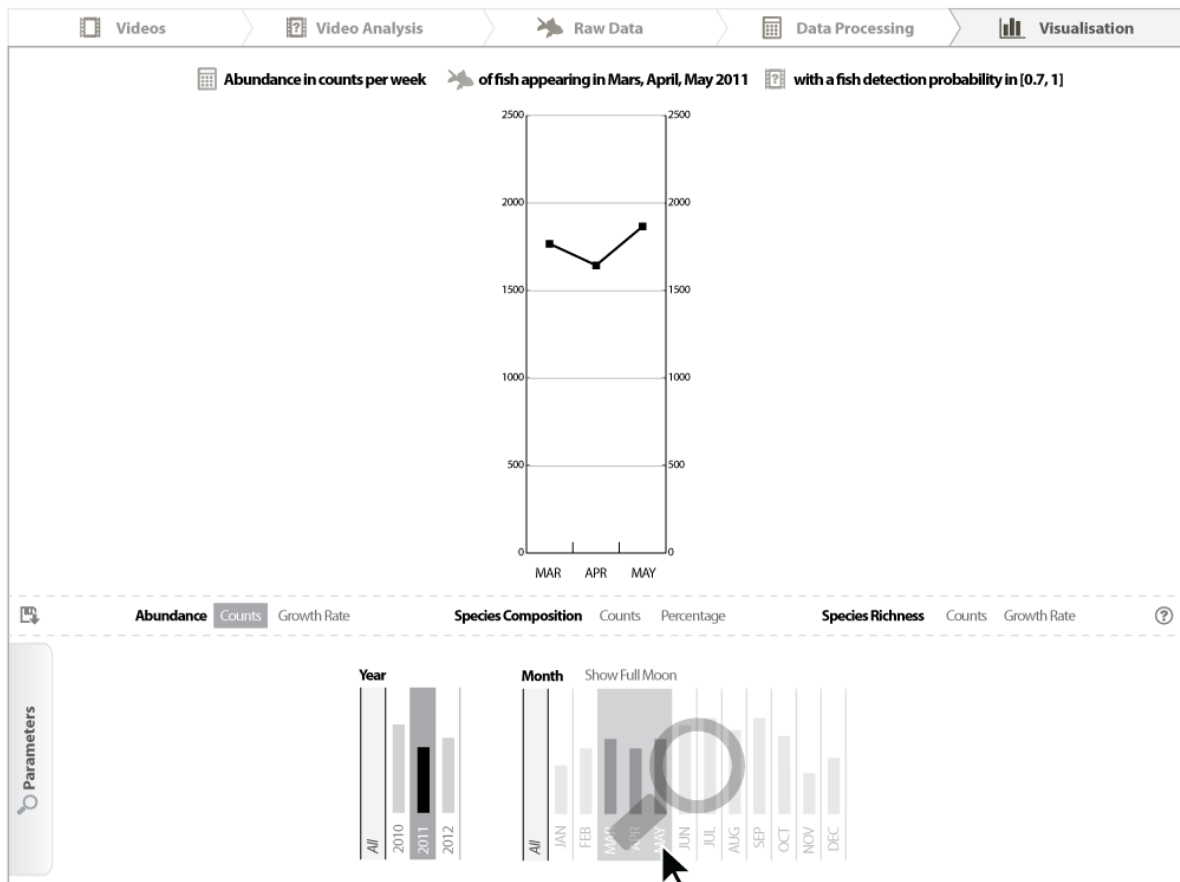 Videos Video Analysis Raw Data Data Processing Visualisation
Abundance in counts per week of fish appearing in Mars, April, May 2011 with a fish detection probability in [0.7, 1]
2500 2500
2000 2000
1500 1500
1000 1000
500 500
0 0
MAR APR MAY
Abundance Counts Growth Rate Species Composition Counts Percentage Species Richness Counts Growth Rate ?
Parameters
Year
All 2010 2011 2012
Month Show Full Moon
All JAN FEB MAR APR MAY JUN JUL AUG SEP OCT NOV DEC